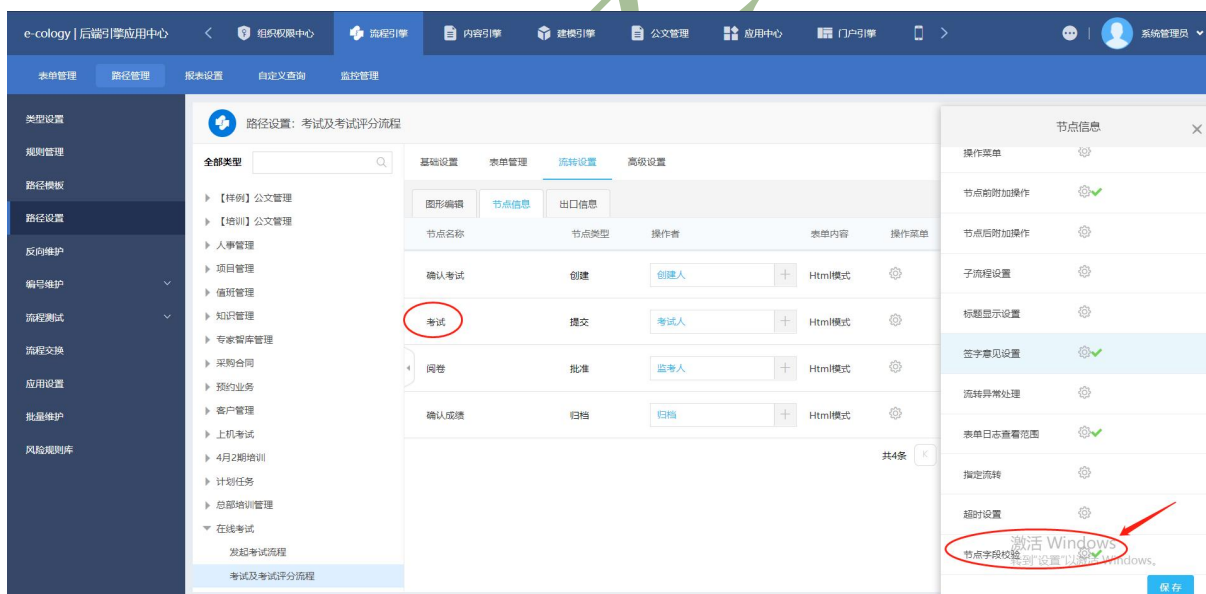 e-cology | 后端引擎应用中心 组织权限中心 流程引擎 内容引擎 建模引擎 公文管理 应用中心 门户引擎 系统管理员
表单管理 路径管理 报表设置 自定义查询 监控管理
类型设置
规则管理
路径模板
路径设置
反向维护
编号维护
流程测试
流程交换
应用设置
批量维护
风险规则库
路径设置：考试及考试评分流程
全部类型
【样例】公文管理
【培训】公文管理
人事管理
项目管理
值班管理
知识管理
专家智库管理
采购合同
预约业务
客户管理
上机考试
4月2期培训
计划任务
总部培训管理
在线考试
发起考试流程
考试及考试评分流程
基础设置 表单管理 流转设置 高级设置
图形编辑 节点信息 出口信息
节点名称 节点类型 操作者 表单内容 操作菜单
确认考试 创建 创建人 Html模式
考试 提交 考试人 Html模式
阅卷 批准 监考人 Html模式
确认成绩 归档 归档 Html模式
共4条
节点信息
操作菜单
节点前附加操作
节点后附加操作
子流程设置
标题显示设置
签字意见设置
流转异常处理
表单日志查看范围
指定流转
超时设置
节点字段校验
激活 Windows
转到"设置"以激活 Windows。
保存